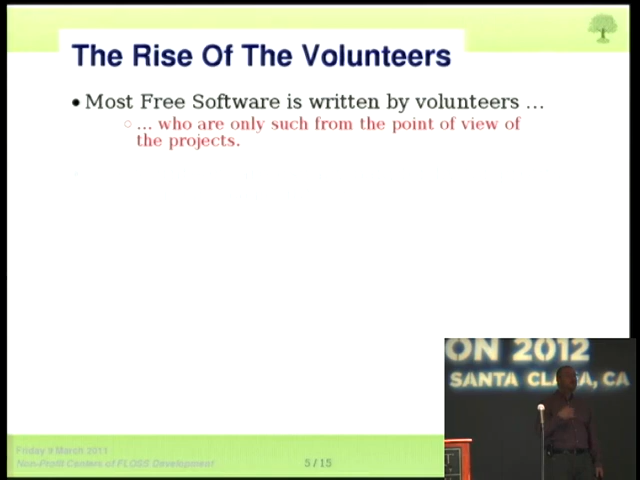 The Rise Of The Volunteers
• Most Free Software is written by volunteers ...
○ ... who are only such from the point of view of
the projects.
ON 2012
SANTA CLARA, CA
Friday 9 March 2011
Non-Profit Centers of FLOSS Development
5 / 15